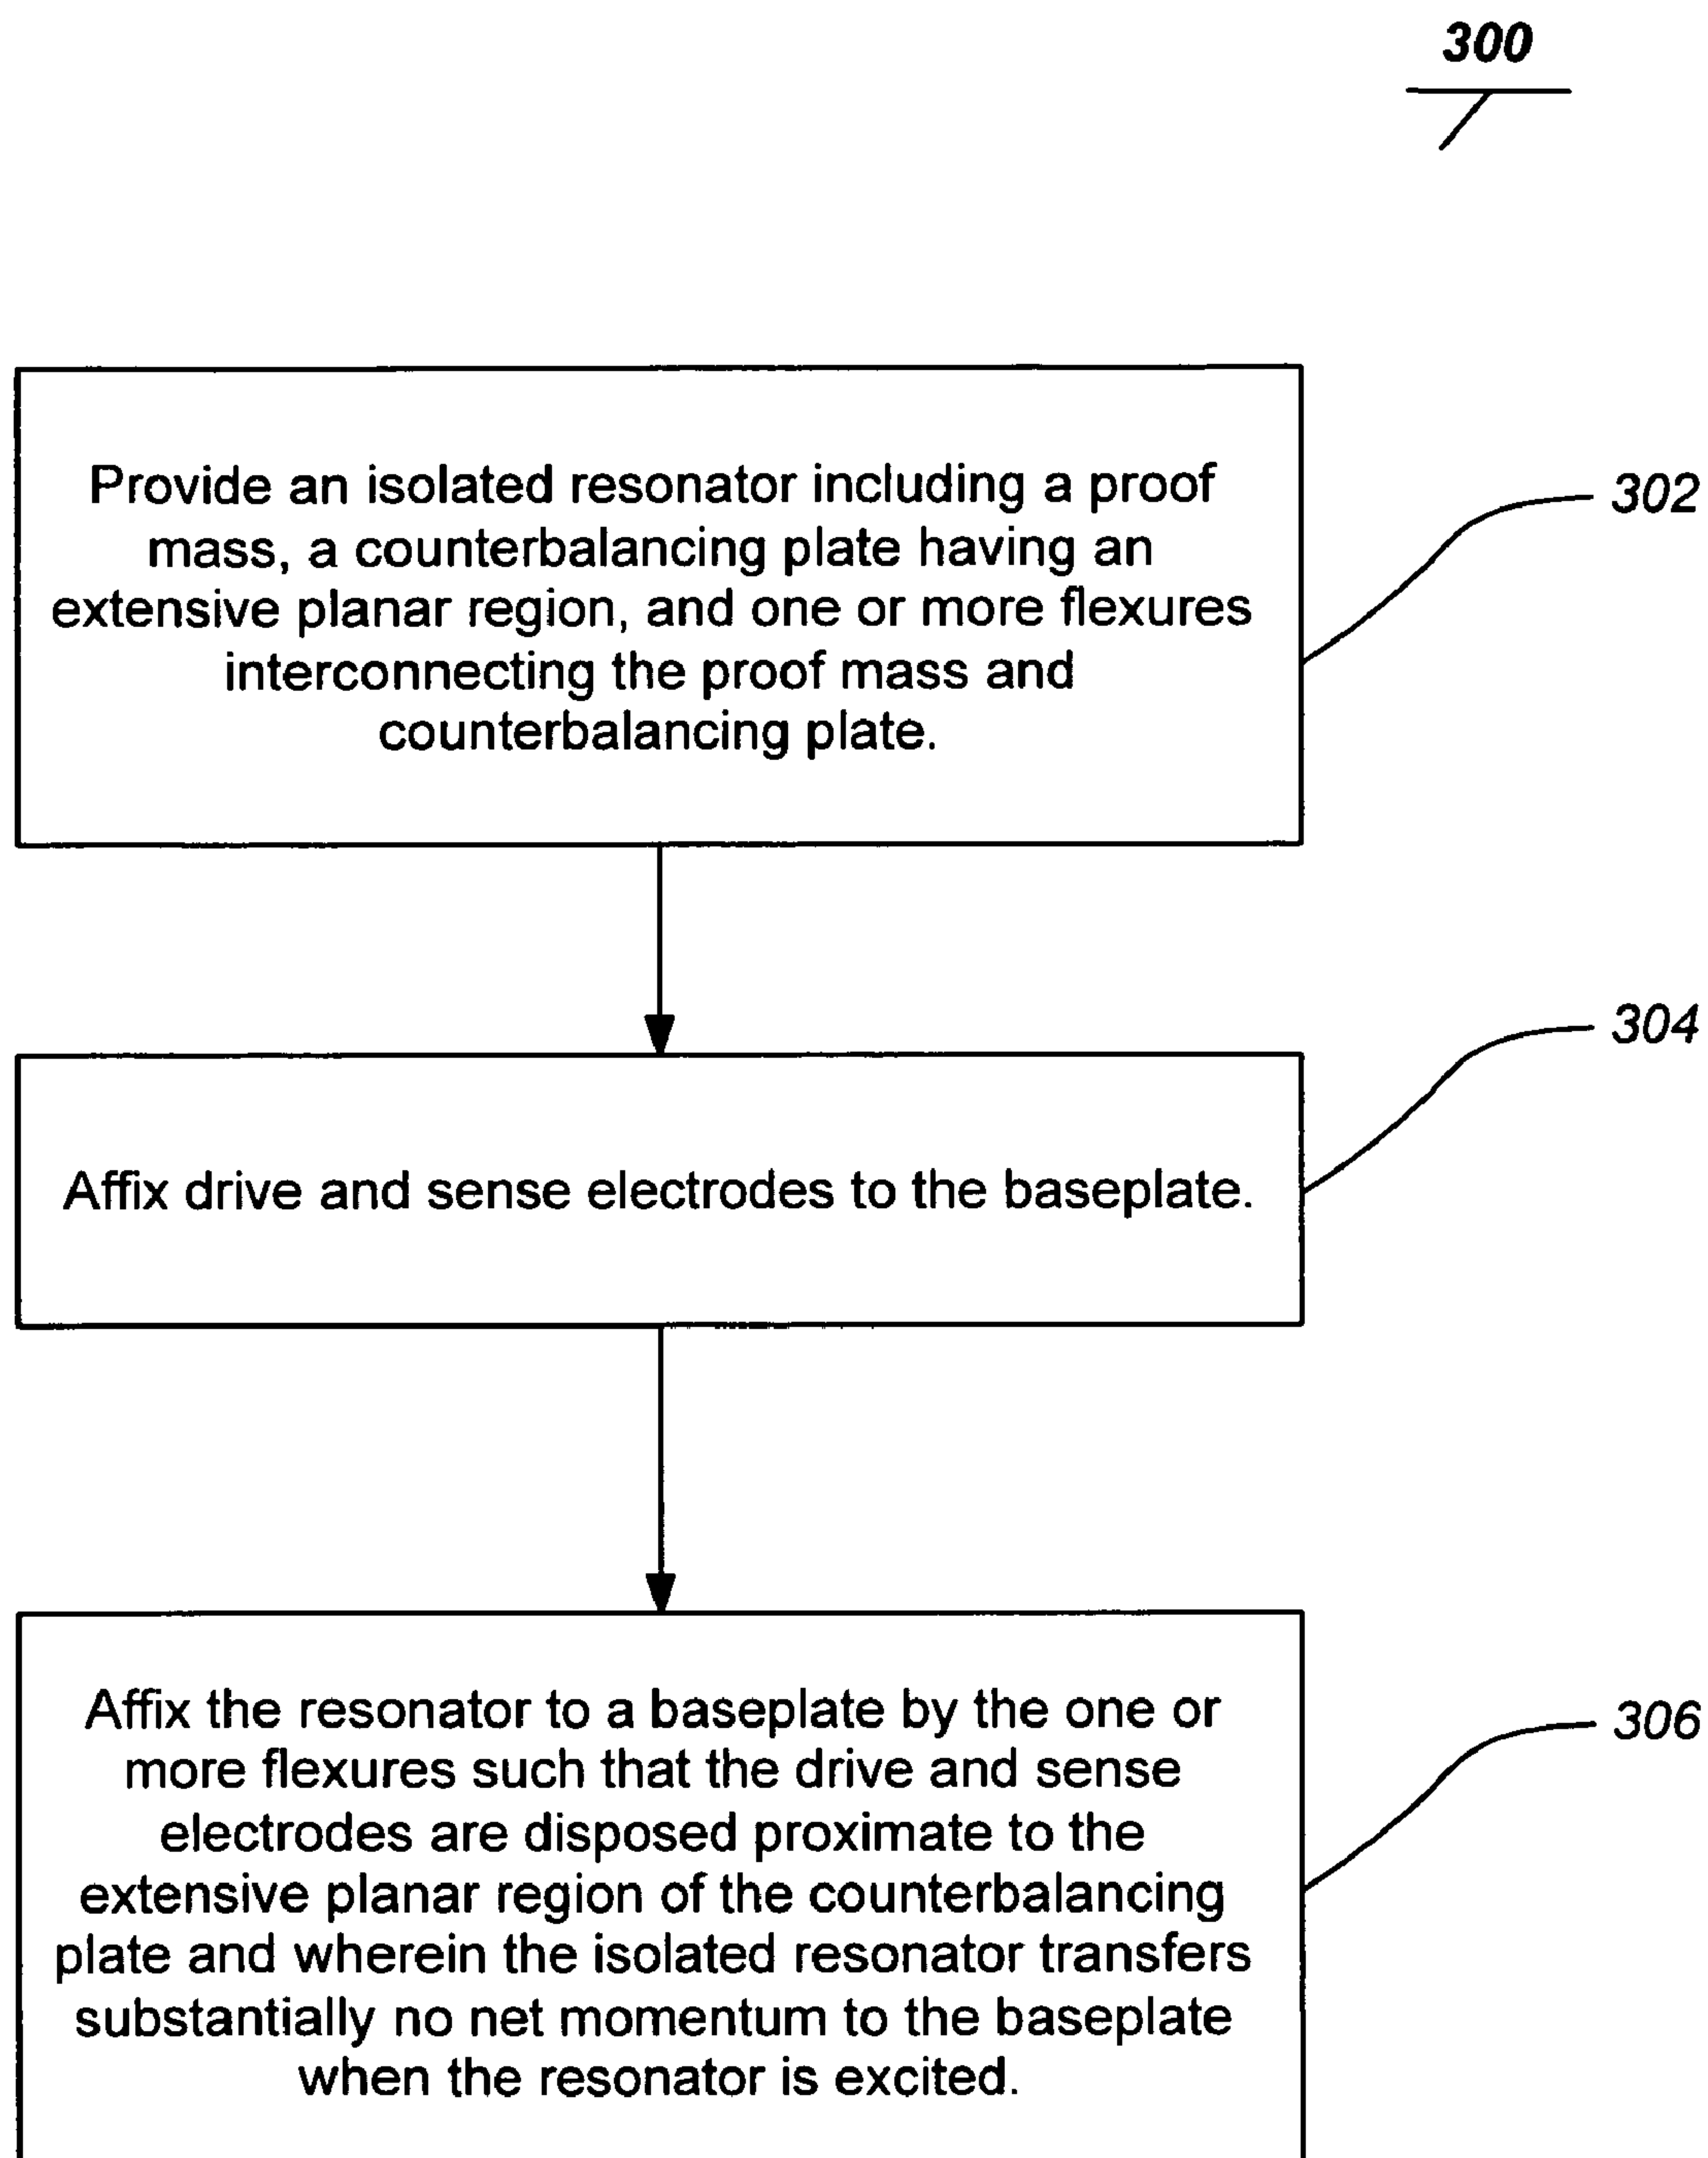 300
Provide an isolated resonator including a proof
mass, a counterbalancing plate having an
extensive planar region, and one or more flexures
interconnecting the proof mass and
counterbalancing plate.
302
Affix drive and sense electrodes to the baseplate.
304
Affix the resonator to a baseplate by the one or
more flexures such that the drive and sense
electrodes are disposed proximate to the
extensive planar region of the counterbalancing
plate and wherein the isolated resonator transfers
substantially no net momentum to the baseplate
when the resonator is excited.
306